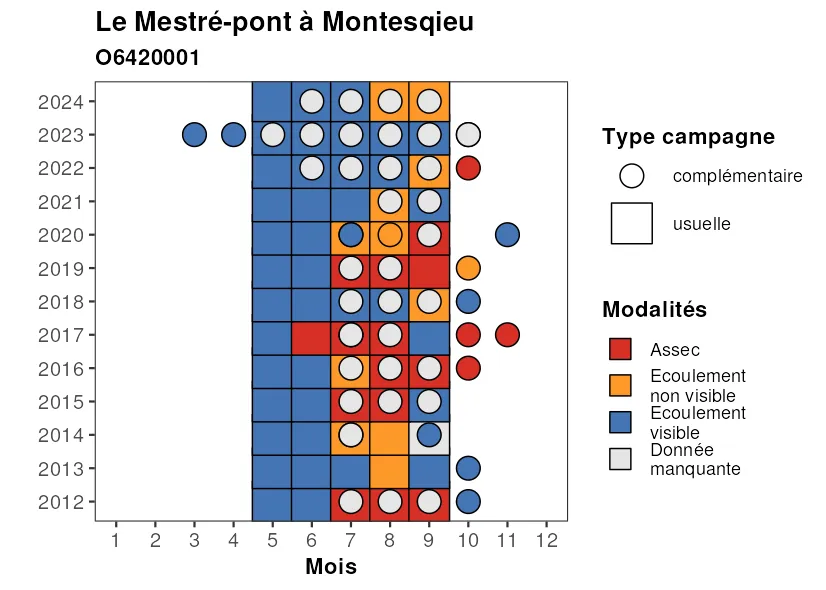 Le Mestré-pont à Montesqieu
O6420001
2024
2023
2022
2021
2020
2019
2018
2017
2016
2015
2014
2013
2012
1 2 3 4 5 6 7 8 9 10 11 12
Mois
Type campagne
complémentaire
usuelle
Modalités
Assec
Ecoulement
non visible
Ecoulement
visible
Donnée
manquante